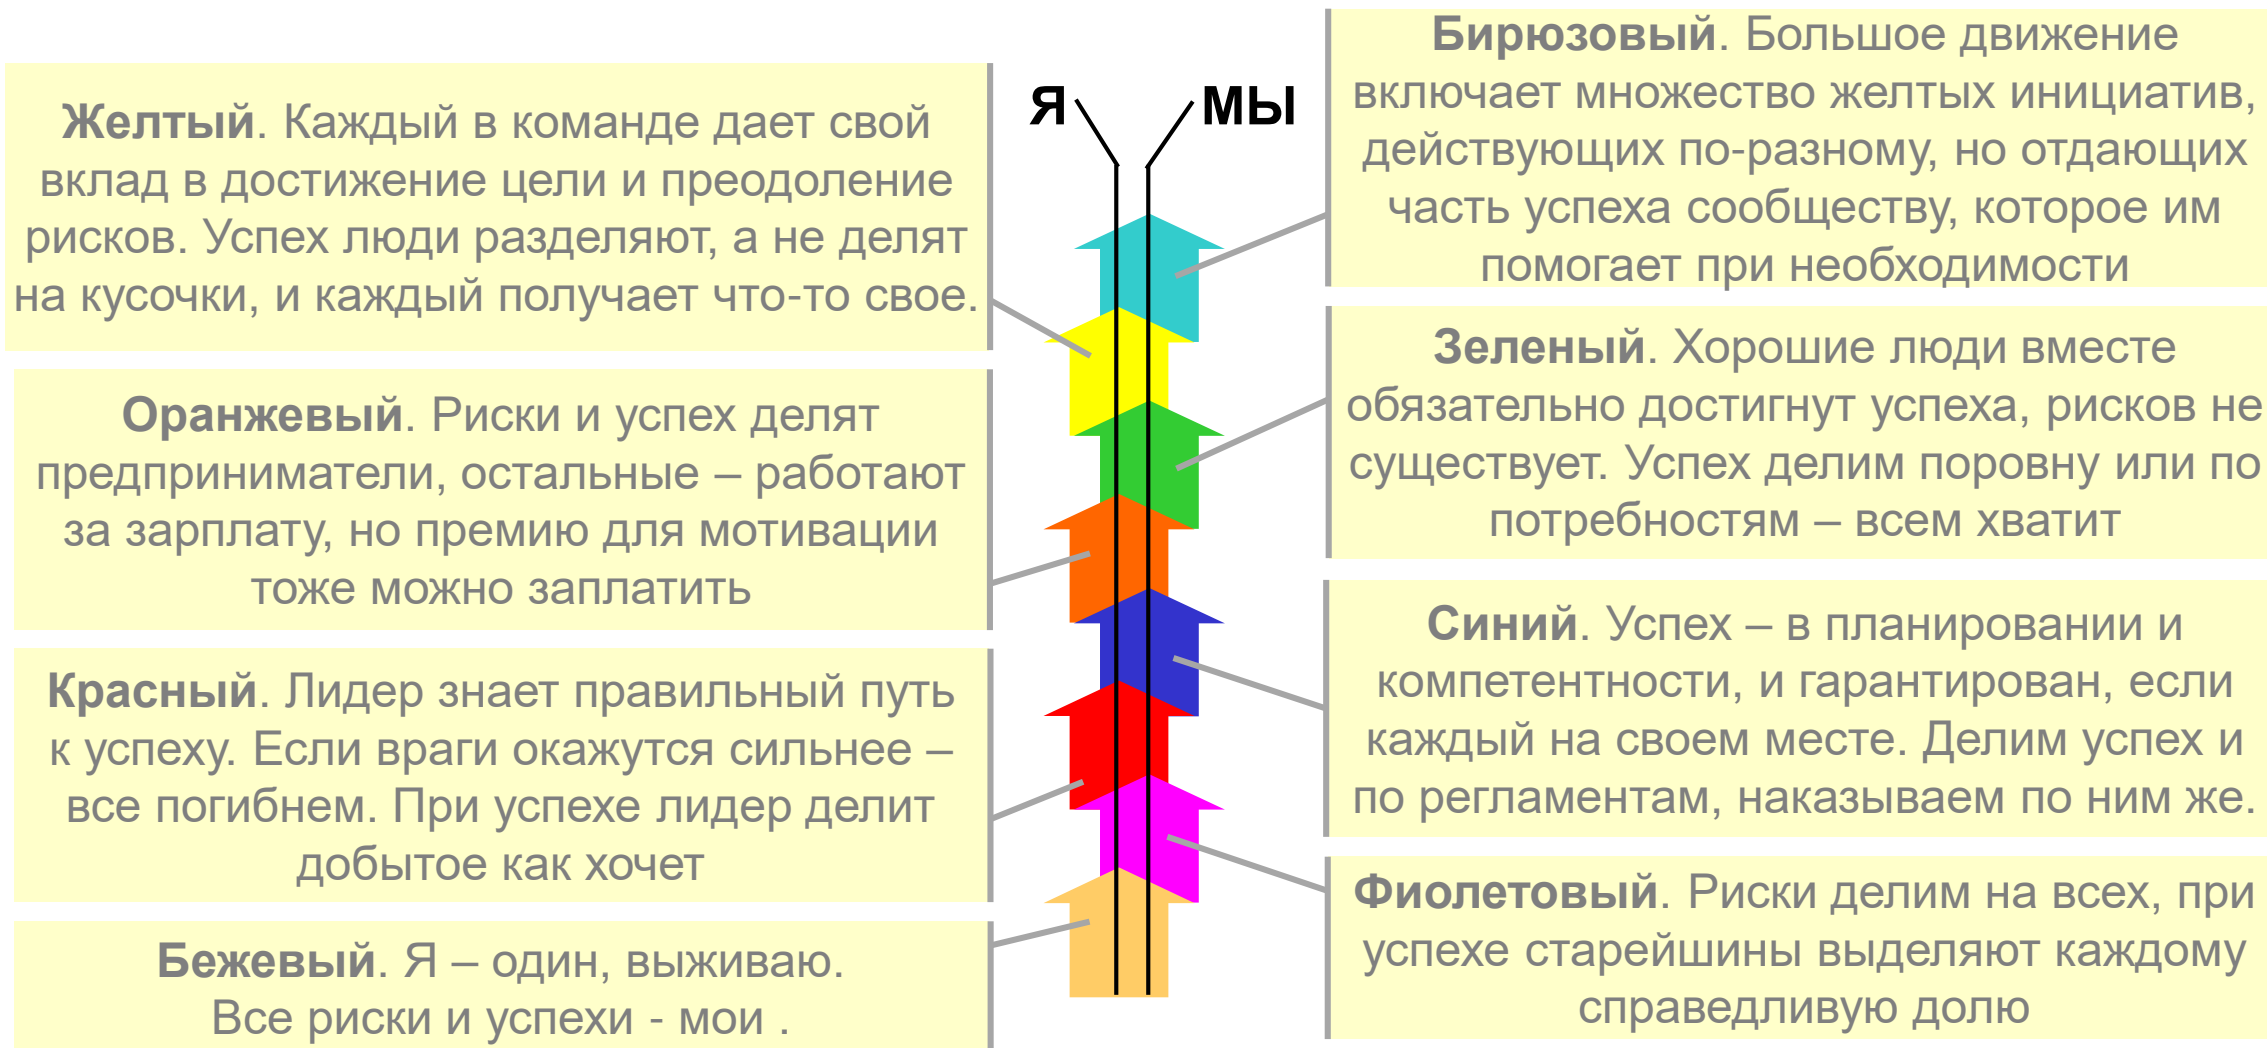 Желтый. Каждый в команде дает свой
вклад в достижение цели и преодоление
рисков. Успех люди разделяют, а не делят
на кусочки, и каждый получает что-то свое.
Оранжевый. Риски и успех делят
предприниматели, остальные – работают
за зарплату, но премию для мотивации
тоже можно заплатить
Красный. Лидер знает правильный путь
к успеху. Если враги окажутся сильнее –
все погибнем. При успехе лидер делит
добытое как хочет
Бежевый. Я – один, выживаю.
Все риски и успехи - мои .
Я
МЫ
Бирюзовый. Большое движение
включает множество желтых инициатив,
действующих по-разному, но отдающих
часть успеха сообществу, которое им
помогает при необходимости
Зеленый. Хорошие люди вместе
обязательно достигнут успеха, рисков не
существует. Успех делим поровну или по
потребностям – всем хватит
Синий. Успех – в планировании и
компетентности, и гарантирован, если
каждый на своем месте. Делим успех и
по регламентам, наказываем по ним же.
Фиолетовый. Риски делим на всех, при
успехе старейшины выделяют каждому
справедливую долю